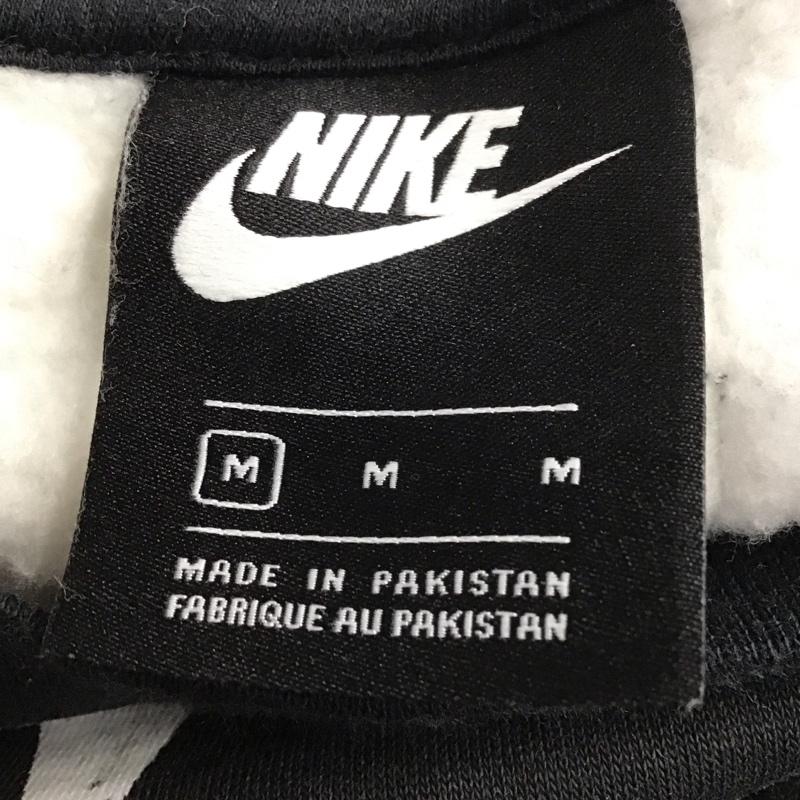 NIKE
M M M
MADE IN PAKISTAN
FABRIQUE AU PAKISTAN